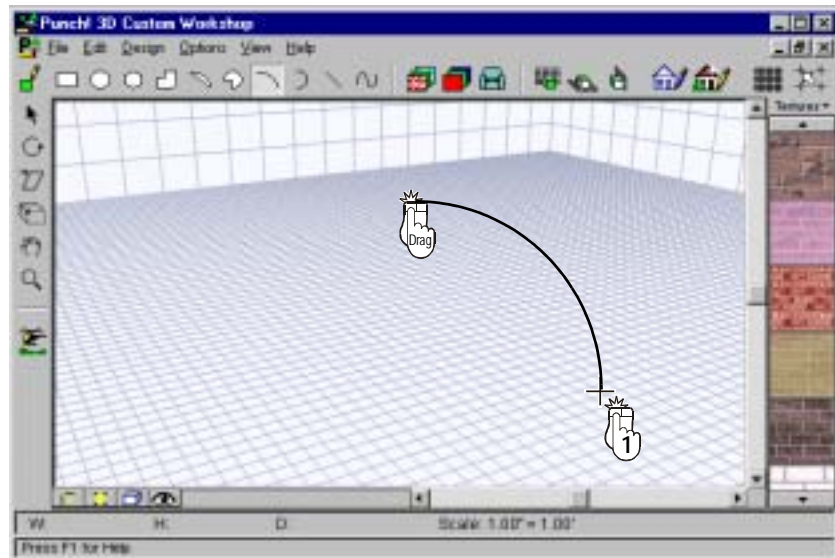 Punch! 3D Custom Workshop
File Edit Design Options View Help
Drag
1
W: H: D: Scale: 1.00" = 1.00'
Press F1 for Help